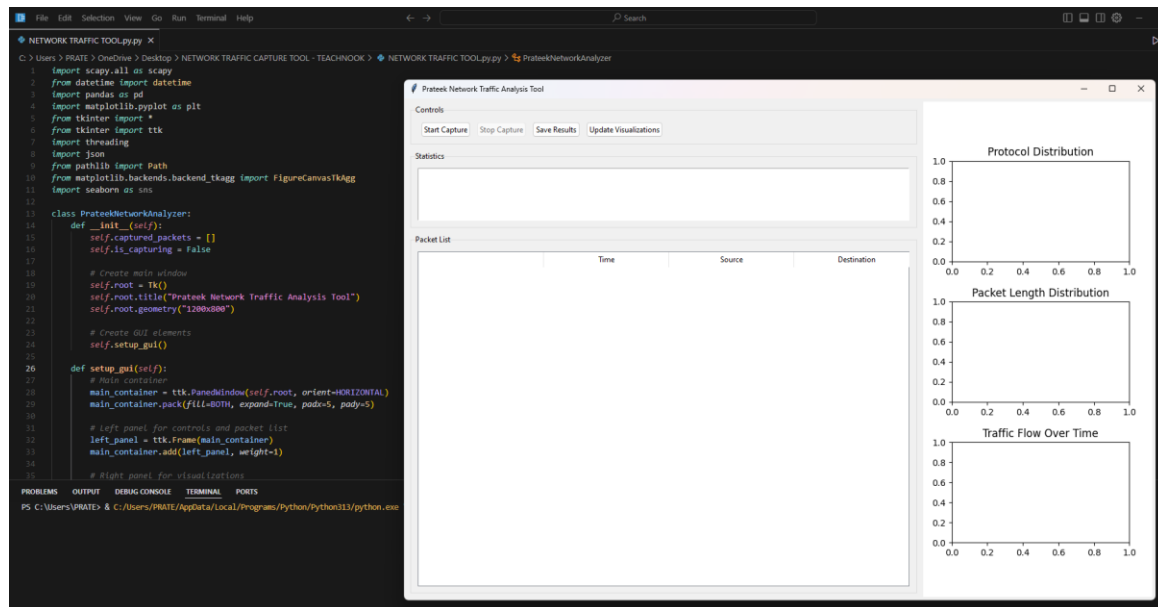 File Edit Selection View Go Run Terminal Help
Search
NETWORK TRAFFIC TOOL.py.py
C: > Users > PRATE > OneDrive > Desktop > NETWORK TRAFFIC CAPTURE TOOL - TEACHNOOK > NETWORK TRAFFIC TOOL.py.py > PrateekNetworkAnalyzer
1 import scapy.all as scapy
2 from datetime import datetime
3 import pandas as pd
4 import matplotlib.pyplot as plt
5 from tkinter import *
6 from tkinter import ttk
7 import threading
8 import json
9 from pathlib import Path
10 from matplotlib.backends.backend_tkagg import FigureCanvasTkAgg
11 import seaborn as sns
12
13 class PrateekNetworkAnalyzer:
14 def __init__(self):
15 self.captured_packets = []
16 self.is_capturing = False
17
18 # Create main window
19 self.root = Tk()
20 self.root.title("Prateek Network Traffic Analysis Tool")
21 self.root.geometry("1200x800")
22
23 # Create GUI elements
24 self.setup_gui()
25
26 def setup_gui(self):
27 # Main container
28 main_container = ttk.PanedWindow(self.root, orient=HORIZONTAL)
29 main_container.pack(fill=BOTH, expand=True, padx=5, pady=5)
30
31 # Left panel for controls and packet list
32 left_panel = ttk.Frame(main_container)
33 main_container.add(left_panel, weight=1)
34
35 # Right panel for visualizations
PROBLEMS OUTPUT DEBUG CONSOLE TERMINAL PORTS
PS C:\Users\PRATE> & C:/Users/PRATE/AppData/Local/Programs/Python/Python313/python.exe
Prateek Network Traffic Analysis Tool
Controls
Start Capture Stop Capture Save Results Update Visualizations
Statistics
Packet List
Time Source Destination
Protocol Distribution
1.0
0.8
0.6
0.4
0.2
0.0
0.0 0.2 0.4 0.6 0.8 1.0
Packet Length Distribution
1.0
0.8
0.6
0.4
0.2
0.0
0.0 0.2 0.4 0.6 0.8 1.0
Traffic Flow Over Time
1.0
0.8
0.6
0.4
0.2
0.0
0.0 0.2 0.4 0.6 0.8 1.0